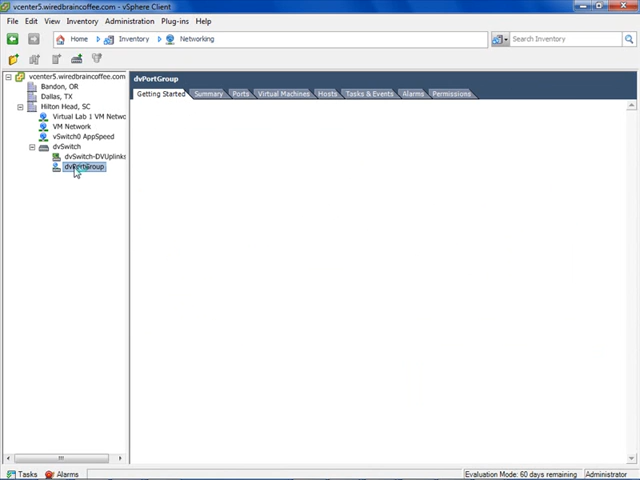 vcenter5.wiredbraincoffee.com - vSphere Client
File Edit View Inventory Administration Plug-ins Help
Home Inventory Networking Search Inventory
vcenter5.wiredbraincoffee.com
Bandon, OR
Dallas, TX
Hilton Head, SC
Virtual Lab 1 VM Netwo
VM Network
vSwitch0 AppSpeed
dvSwitch
dvSwitch-DVUplinks
dvPortGroup
dvPortGroup
Getting Started Summary Ports Virtual Machines Hosts Tasks & Events Alarms Permissions
Tasks Alarms Evaluation Mode: 60 days remaining Administrator